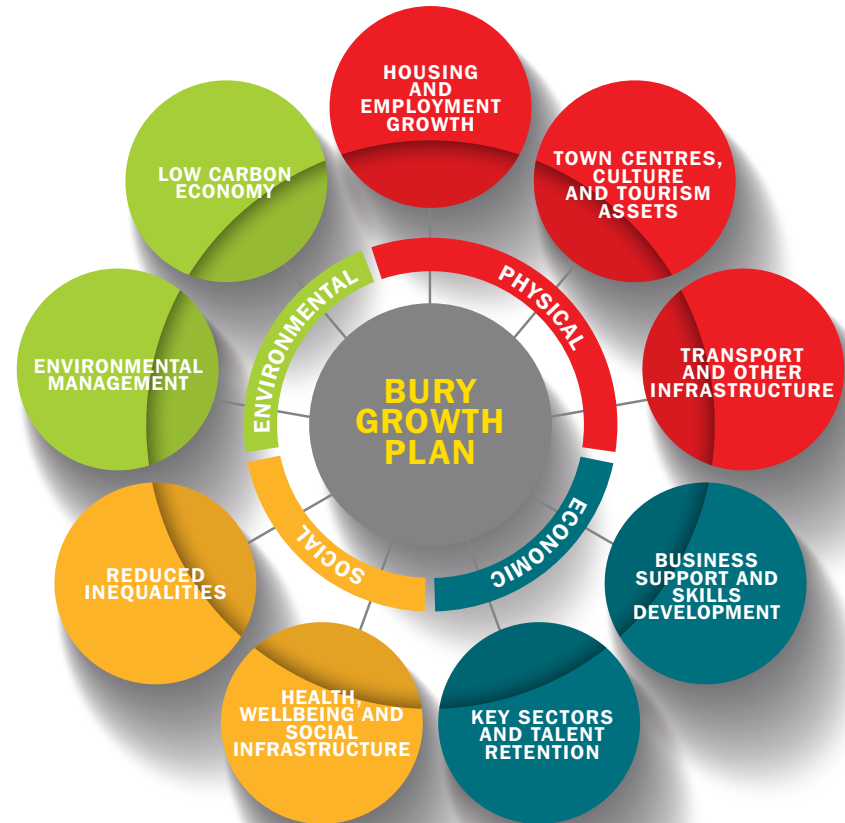 HOUSING
AND
EMPLOYMENT
GROWTH
TOWN CENTRES,
CULTURE
AND TOURISM
ASSETS
TRANSPORT
AND OTHER
INFRASTRUCTURE
BUSINESS
SUPPORT AND
SKILLS
DEVELOPMENT
KEY SECTORS
AND TALENT
RETENTION
HEALTH,
WELLBEING AND
SOCIAL
INFRASTRUCTURE
REDUCED
INEQUALITIES
ENVIRONMENTAL
MANAGEMENT
LOW CARBON
ECONOMY
PHYSICAL
ECONOMIC
SOCIAL
ENVIRONMENTAL
BURY
GROWTH
PLAN